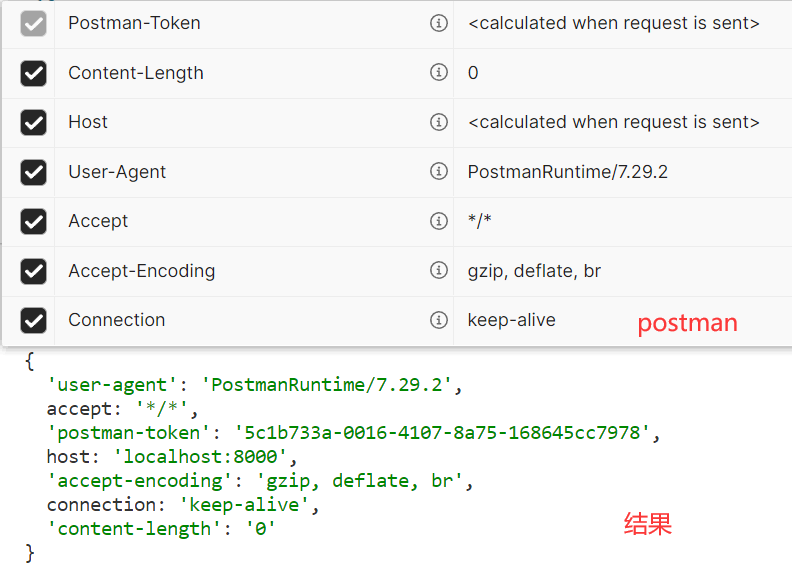 Postman-Token <calculated when request is sent>
Content-Length 0
Host <calculated when request is sent>
User-Agent PostmanRuntime/7.29.2
Accept */*
Accept-Encoding gzip, deflate, br
Connection keep-alive
postman
{
'user-agent': 'PostmanRuntime/7.29.2',
accept: '*/*',
'postman-token': '5c1b733a-0016-4107-8a75-168645cc7978',
host: 'localhost:8000',
'accept-encoding': 'gzip, deflate, br',
connection: 'keep-alive',
'content-length': '0'
结果
}